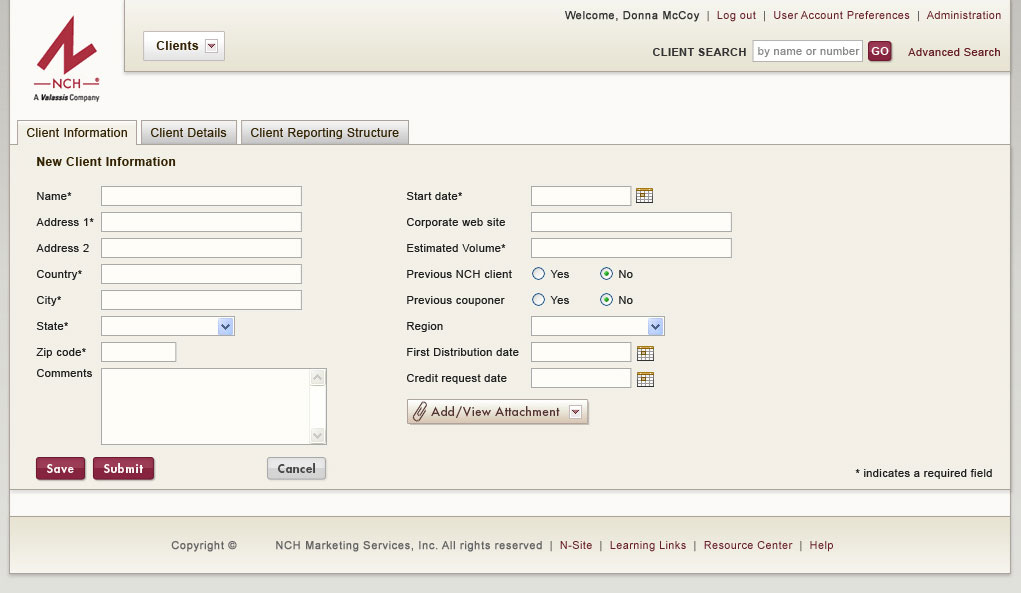 Welcome, Donna McCoy | Log out | User Account Preferences | Administration
Clients
CLIENT SEARCH by name or number GO Advanced Search
NCH
A Valassis Company
Client Information Client Details Client Reporting Structure
New Client Information
Name* Start date*
Address 1* Corporate web site
Address 2 Estimated Volume*
Country* Previous NCH client Yes No
City* Previous couponer Yes No
State* Region
Zip code* First Distribution date
Comments Credit request date
Add/View Attachment
Save Submit Cancel
* indicates a required field
Copyright © NCH Marketing Services, Inc. All rights reserved | N-Site | Learning Links | Resource Center | Help